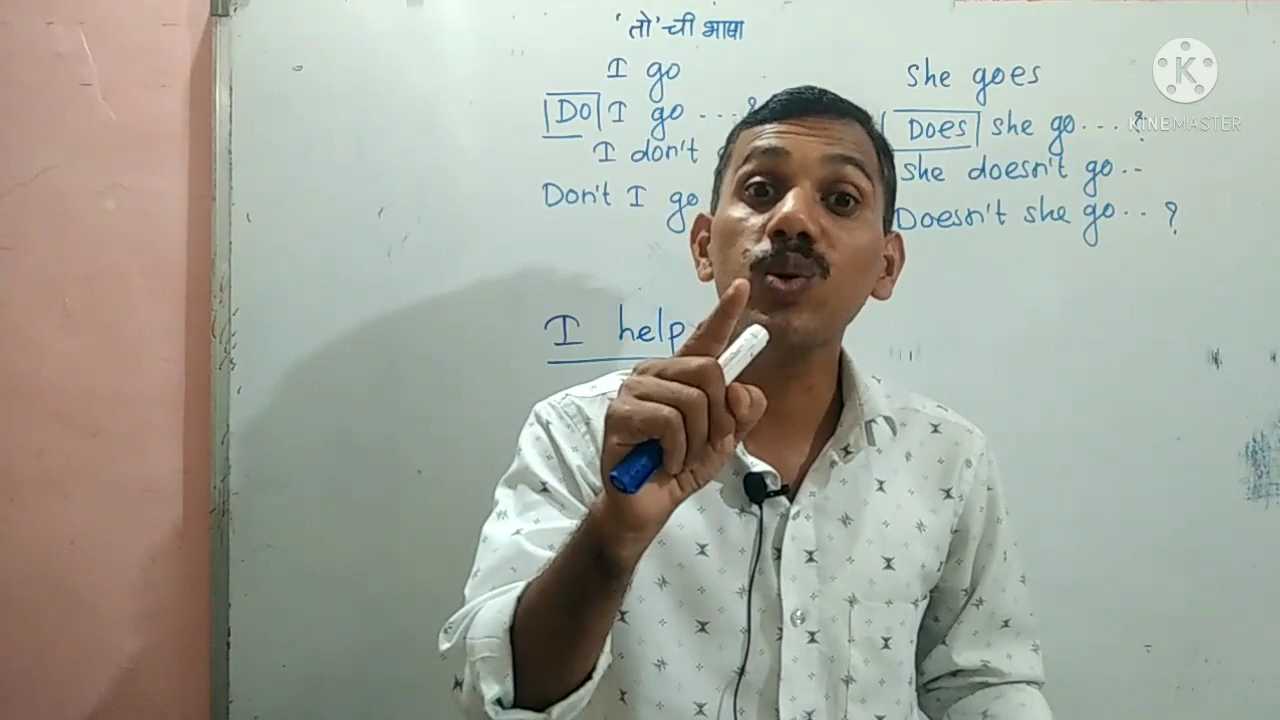 'तो' ची भाषा
I go
Do I go ... ?
I don't
Don't I go
She goes
Does she go.... ?
She doesn't go..
Doesn't she go... ?
I help
KINEMASTER